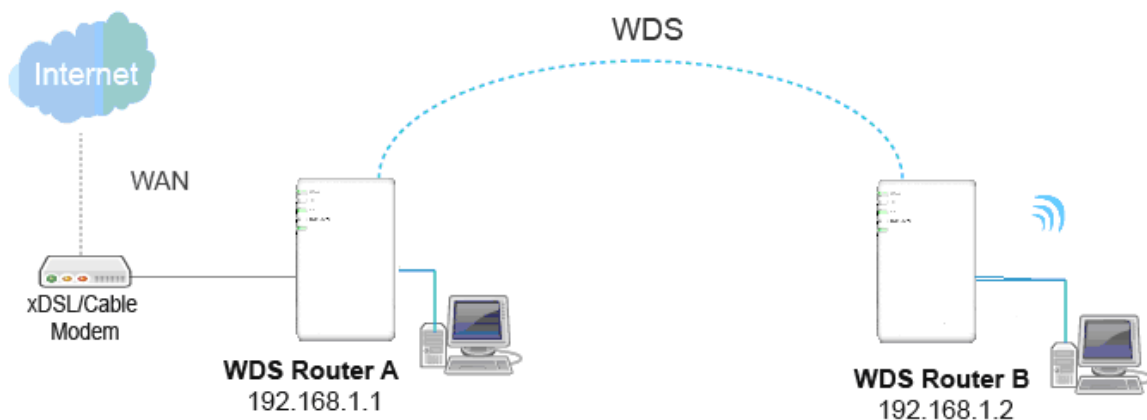 WDS
Internet
WAN
xDSL/Cable
Modem
WDS Router A
192.168.1.1
WDS Router B
192.168.1.2